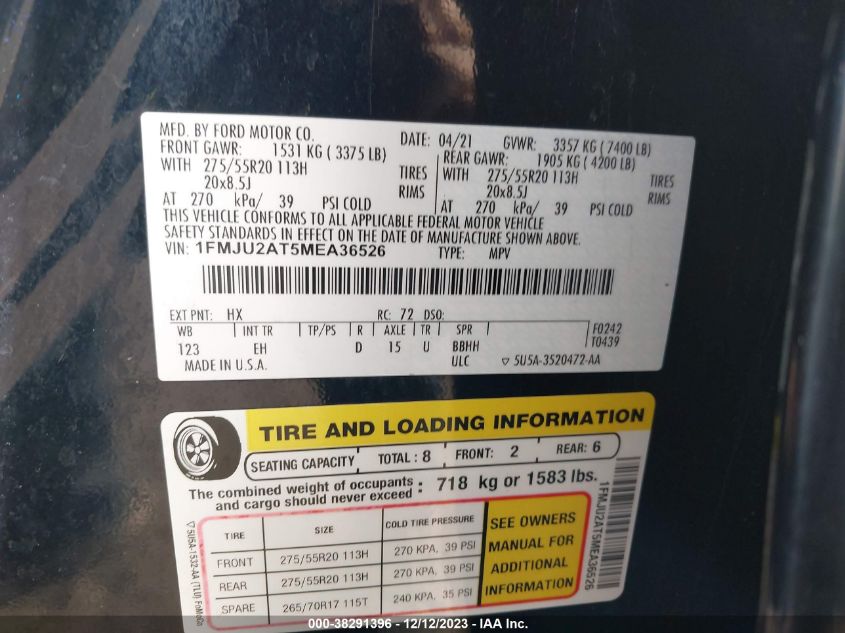 MFD. BY FORD MOTOR CO. DATE: 04/21 GVWR: 3357 KG ( 7400 LB)
FRONT GAWR: 1531 KG ( 3375 LB) REAR GAWR: 1905 KG ( 4200 LB)
WITH 275/55R20 113H TIRES WITH 275/55R20 113H TIRES
20x8.5J RIMS 20x8.5J RIMS
AT 270 kPa/ 39 PSI COLD AT 270 kPa/ 39 PSI COLD
THIS VEHICLE CONFORMS TO ALL APPLICABLE FEDERAL MOTOR VEHICLE
SAFETY STANDARDS IN EFFECT ON THE DATE OF MANUFACTURE SHOWN ABOVE.
VIN: 1FMJU2AT5MEA36526 TYPE: MPV
EXT PNT: HX RC: 72 DSO:
WB INT TR TP/PS R AXLE TR SPR F0242
123 EH D 15 U BBHH T0439
MADE IN U.S.A. ULC ▽ 5U5A-3520472-AA
TIRE AND LOADING INFORMATION
SEATING CAPACITY TOTAL : 8 FRONT: 2 REAR: 6
The combined weight of occupants and cargo should never exceed : 718 kg or 1583 lbs.
TIRE SIZE COLD TIRE PRESSURE
FRONT 275/55R20 113H 270 KPA, 39 PSI
REAR 275/55R20 113H 270 KPA, 39 PSI
SPARE 265/70R17 115T 240 KPA, 35 PSI
SEE OWNERS
MANUAL FOR
ADDITIONAL
INFORMATION
▽ 5U5A-1532-AA (TLU) FoMoCo
1FMJU2AT5MEA36526
000-38291396 - 12/12/2023 - IAA Inc.